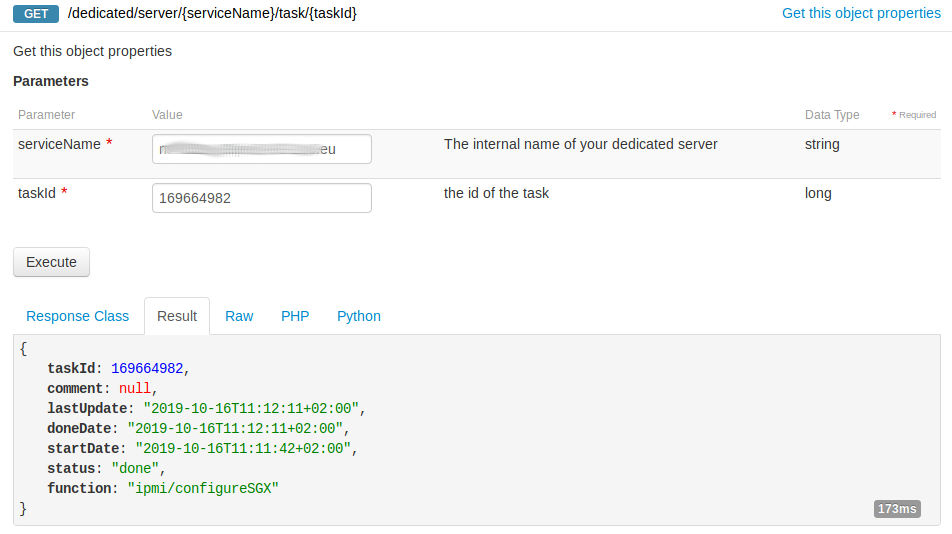 GET /dedicated/server/{serviceName}/task/{taskId} Get this object properties
Get this object properties
Parameters
Parameter Value Data Type * Required
serviceName * eu The internal name of your dedicated server string
taskId * 169664982 the id of the task long
Execute
Response Class Result Raw PHP Python
{
taskId: 169664982,
comment: null,
lastUpdate: "2019-10-16T11:12:11+02:00",
doneDate: "2019-10-16T11:12:11+02:00",
startDate: "2019-10-16T11:11:42+02:00",
status: "done",
function: "ipmi/configureSGX"
}
173ms